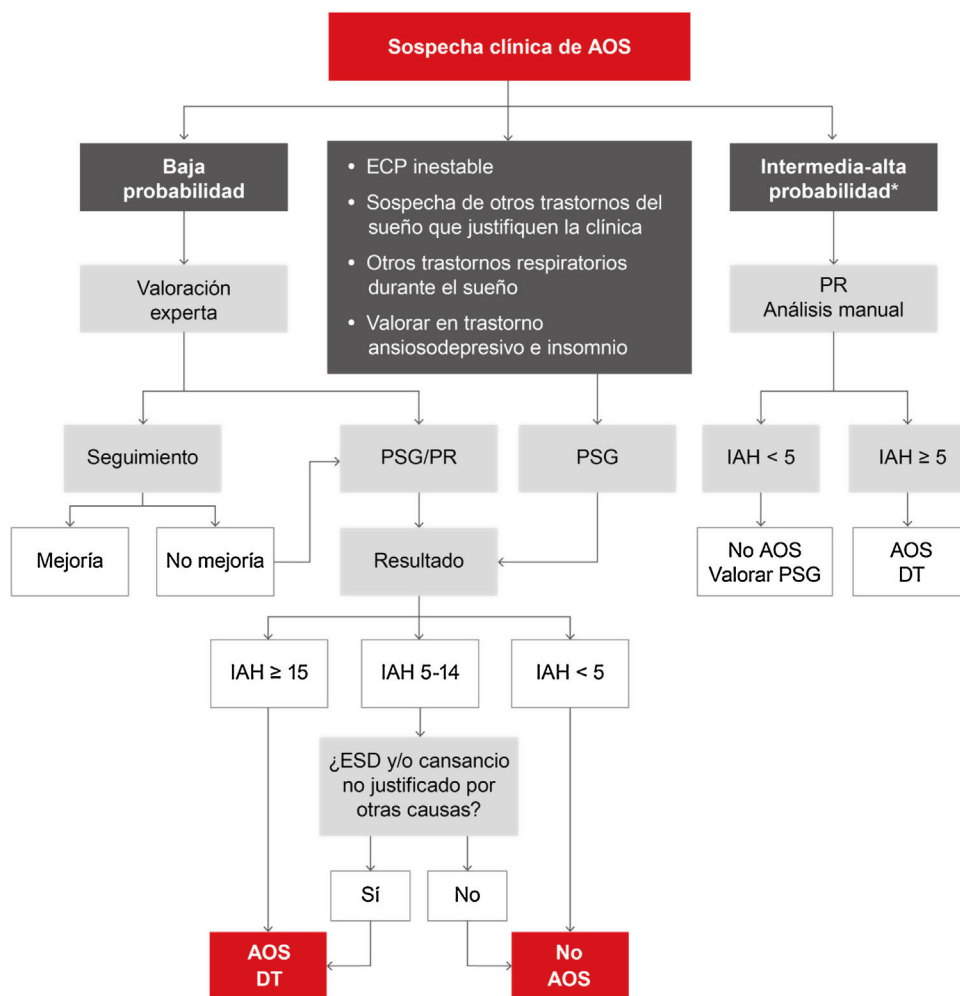 Sospecha clínica de AOS
Baja
probabilidad
• ECP inestable
• Sospecha de otros trastornos del
sueño que justifiquen la clínica
• Otros trastornos respiratorios
durante el sueño
• Valorar en trastorno
ansiosodepresivo e insomnio
Intermedia-alta
probabilidad*
Valoración
experta
PR
Análisis manual
Seguimiento
PSG/PR
PSG
IAH < 5
IAH ≥ 5
Mejoría
No mejoría
Resultado
No AOS
Valorar PSG
AOS
DT
IAH ≥ 15
IAH 5-14
IAH < 5
¿ESD y/o cansancio
no justificado por
otras causas?
Sí
No
AOS
DT
No
AOS